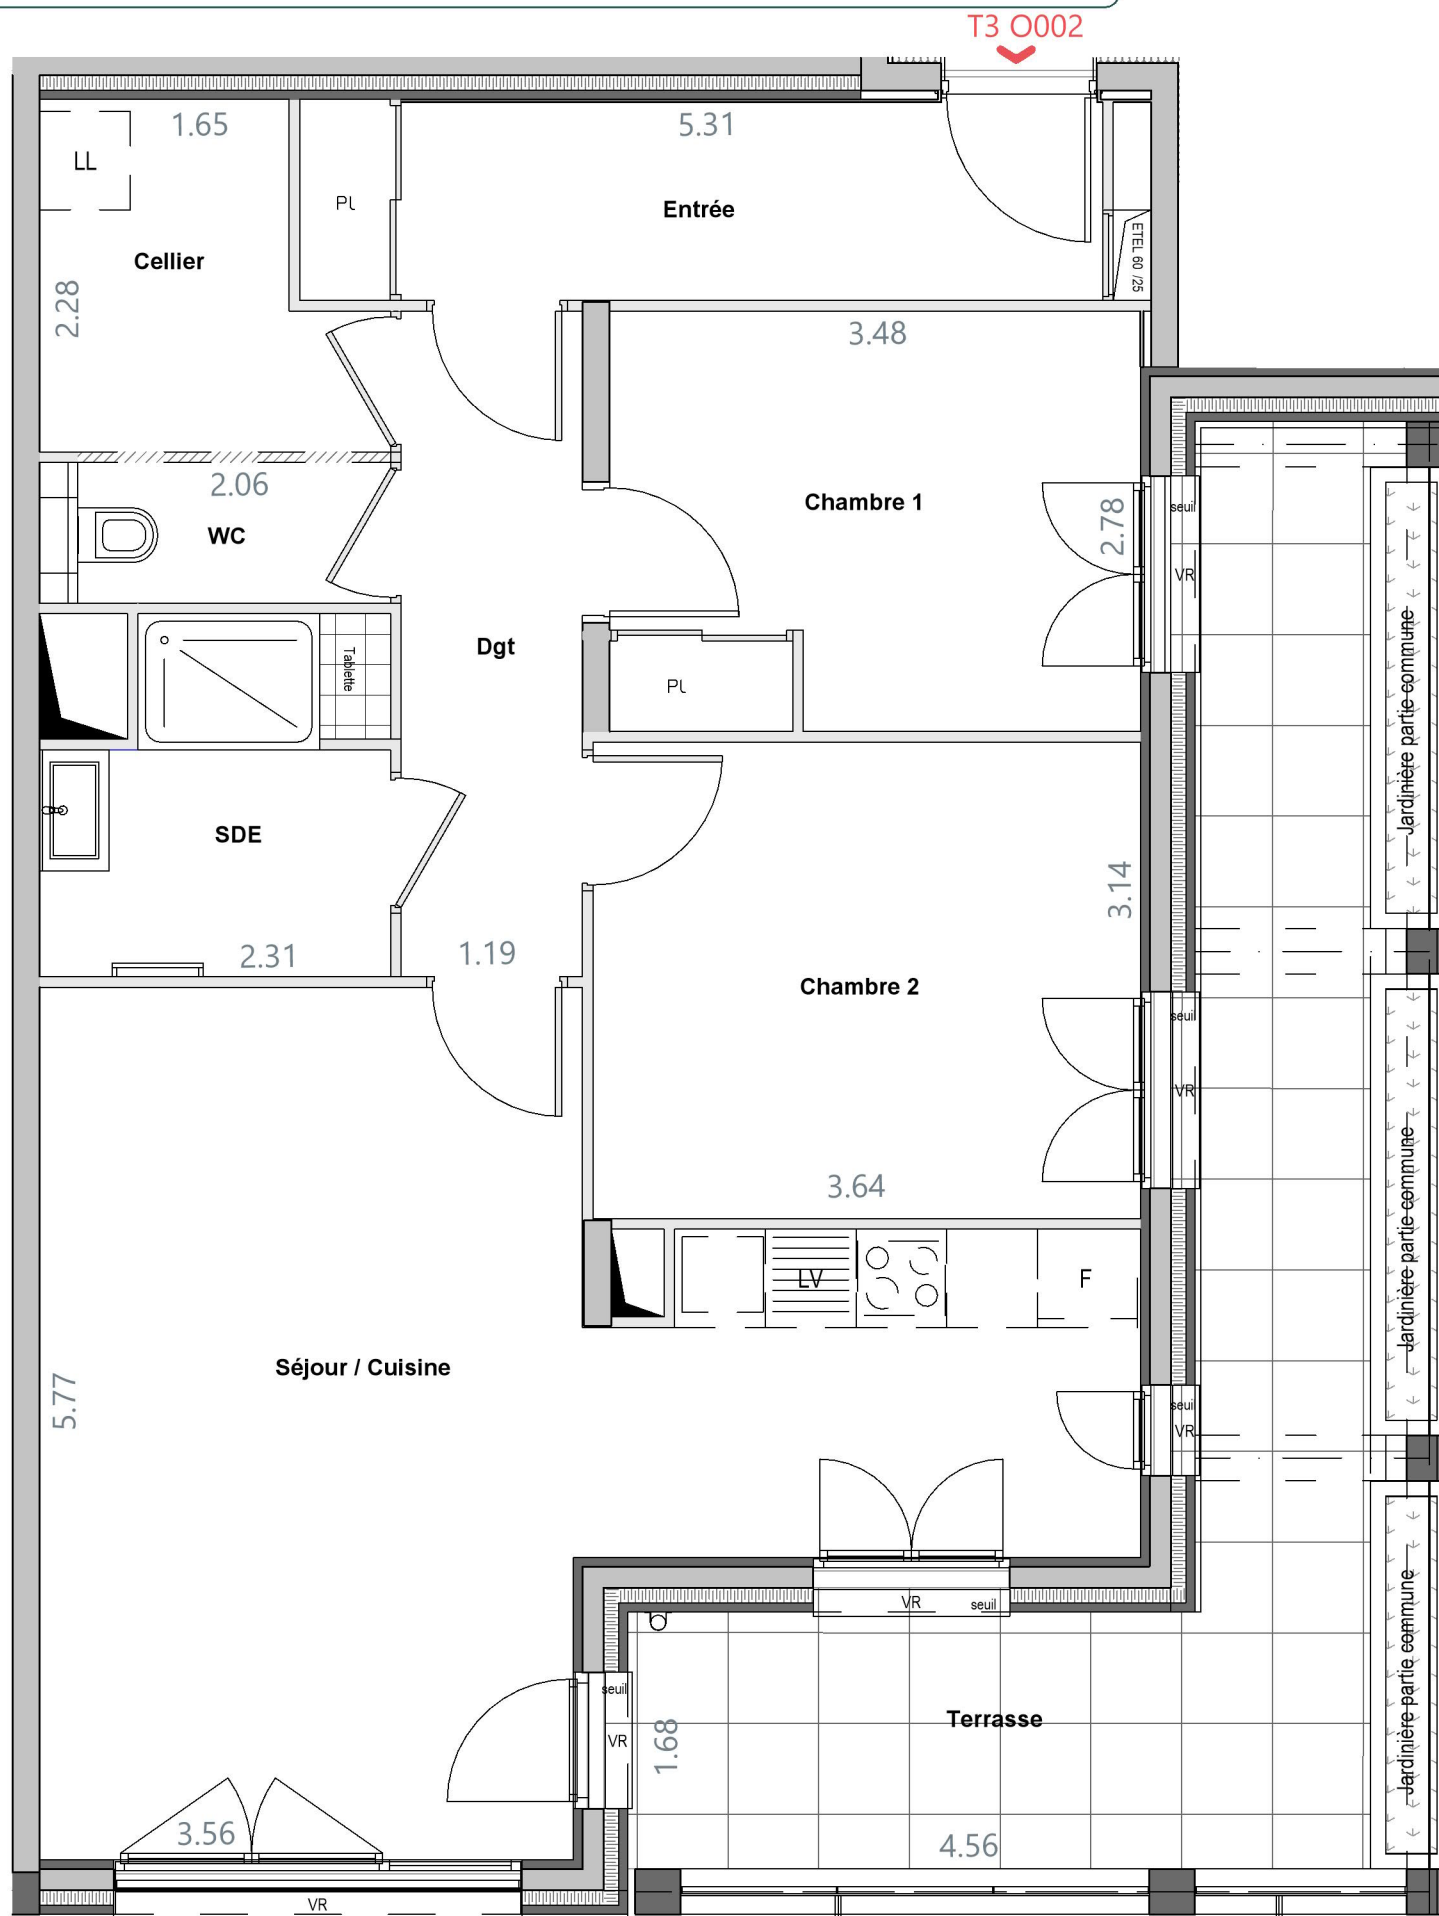 T3 O002
1.65
5.31
LL
Pl
Entrée
ETEL 60 /25
Cellier
2.28
3.48
2.06
WC
Chambre 1
2.78
seuil
VR
Jardinière partie commune
Dgt
Tablette
Pl
SDE
3.14
2.31
1.19
Chambre 2
seuil
VR
Jardinière partie commune
3.64
LV
F
Séjour / Cuisine
5.77
seuil
VR
VR
seuil
Jardinière partie commune
seuil
VR
1.68
Terrasse
3.56
4.56
VR